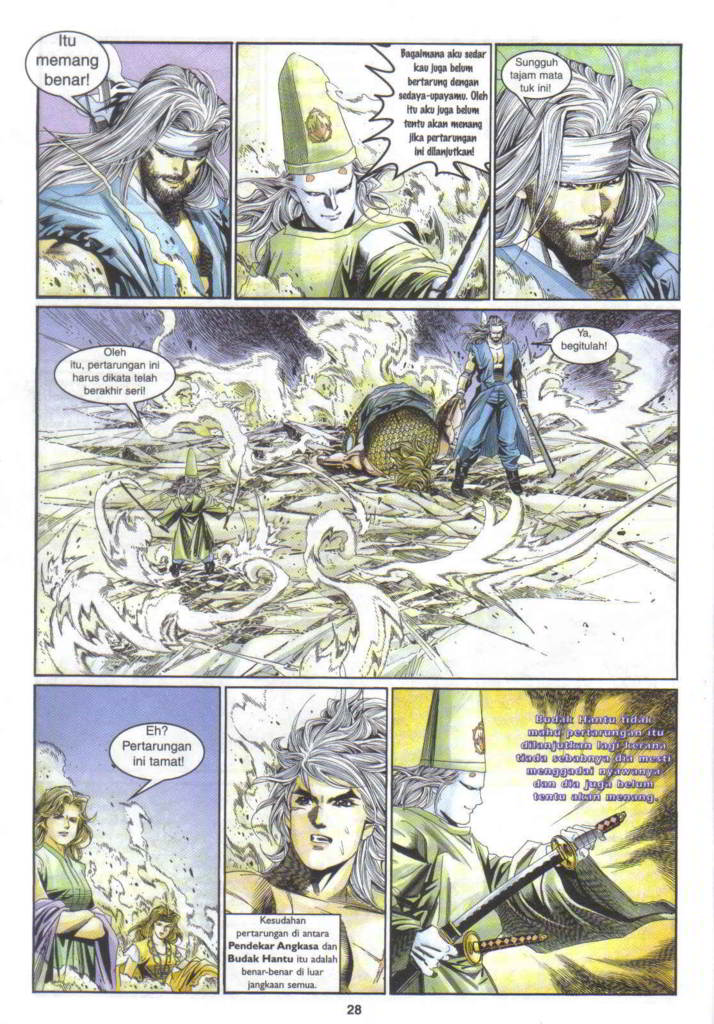 Itu
memang
benar!
Bagaimana aku sedar
kau juga belum
bertarung dengan
sedaya-upayamu. Oleh
itu aku juga belum
tentu akan menang
jika pertarungan
ini dilanjutkan!
Sungguh
tajam mata
tuk ini!
Oleh
itu, pertarungan ini
harus dikata telah
berakhir seri!
Ya,
begitulah!
Eh?
Pertarungan
ini tamat!
Kesudahan
pertarungan di antara
Pendekar Angkasa dan
Budak Hantu itu adalah
benar-benar di luar
jangkaan semua.
Budak Hantu tidak
mahu pertarungan itu
dilanjutkan lagi kerana
tiada sebabnya dia mesti
menggadai nyawanya
dan dia juga belum
tentu akan menang.
28